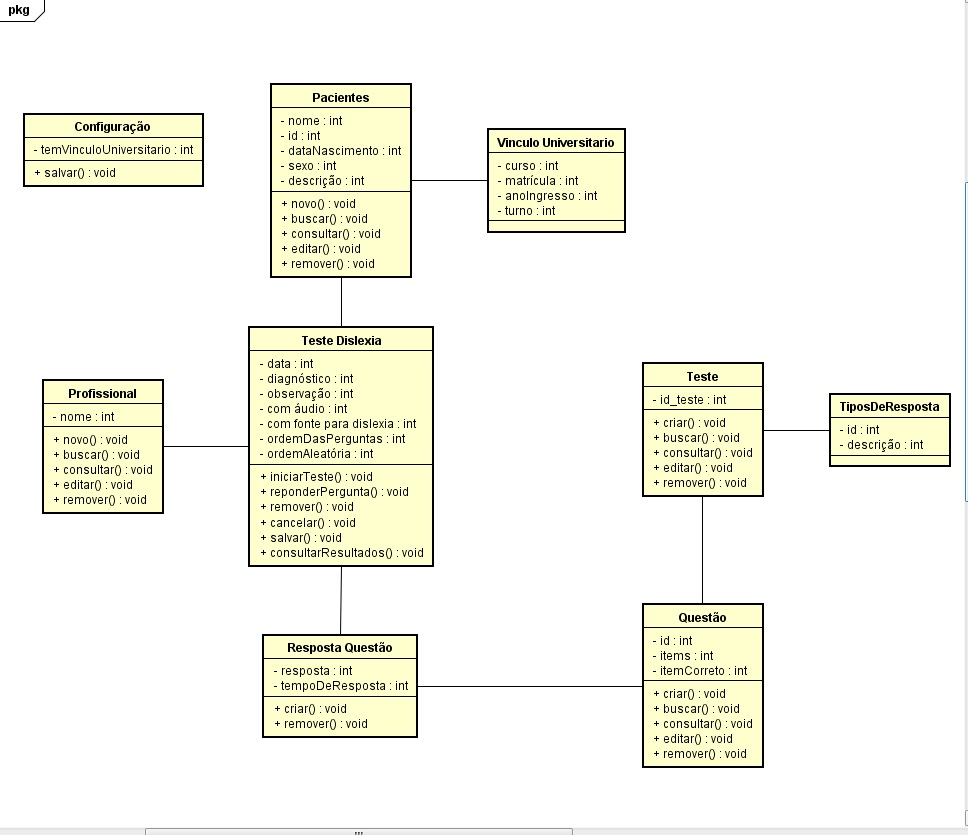 pkg
Configuração
- temVinculoUniversitario : int
+ salvar() : void
Pacientes
- nome : int
- id : int
- dataNascimento : int
- sexo : int
- descrição : int
+ novo() : void
+ buscar() : void
+ consultar() : void
+ editar() : void
+ remover() : void
Vinculo Universitario
- curso : int
- matrícula : int
- anoIngresso : int
- turno : int
Profissional
- nome : int
+ novo() : void
+ buscar() : void
+ consultar() : void
+ editar() : void
+ remover() : void
Teste Dislexia
- data : int
- diagnóstico : int
- observação : int
- com áudio : int
- com fonte para dislexia : int
- ordemDasPerguntas : int
- ordemAleatória : int
+ iniciarTeste() : void
+ reponderPergunta() : void
+ remover() : void
+ cancelar() : void
+ salvar() : void
+ consultarResultados() : void
Teste
- id_teste : int
+ criar() : void
+ buscar() : void
+ consultar() : void
+ editar() : void
+ remover() : void
TiposDeResposta
- id : int
- descrição : int
Resposta Questão
- resposta : int
- tempoDeResposta : int
+ criar() : void
+ remover() : void
Questão
- id : int
- items : int
- itemCorreto : int
+ criar() : void
+ buscar() : void
+ consultar() : void
+ editar() : void
+ remover() : void